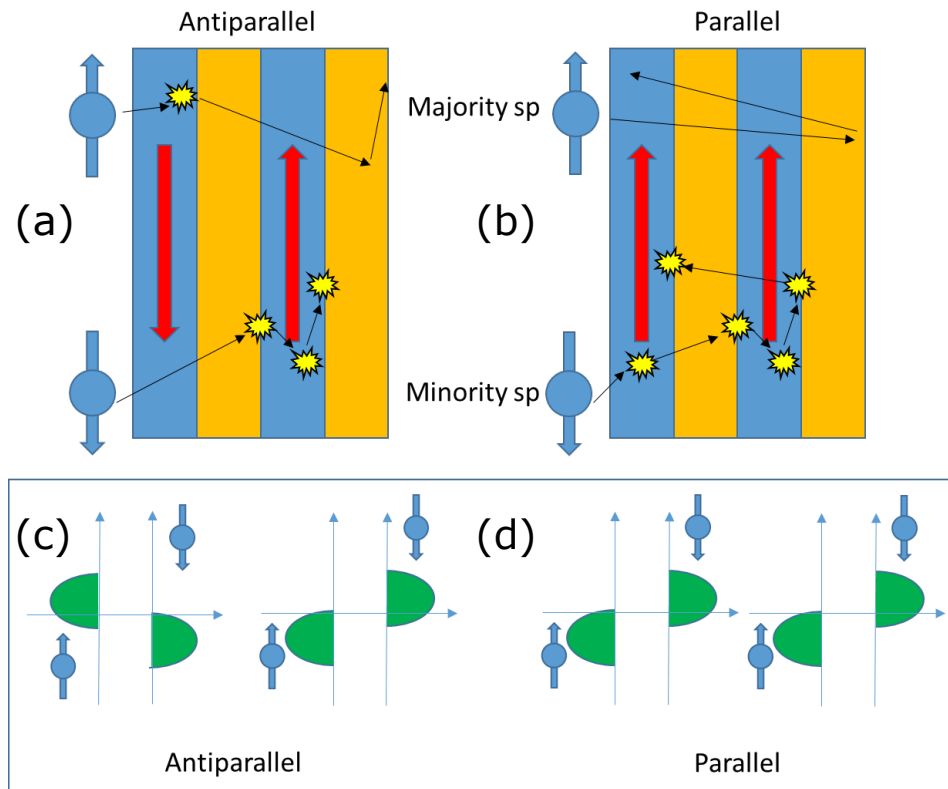 Antiparallel
Parallel
Majority sp
(a)
(b)
Minority sp
(c)
(d)
Antiparallel
Parallel